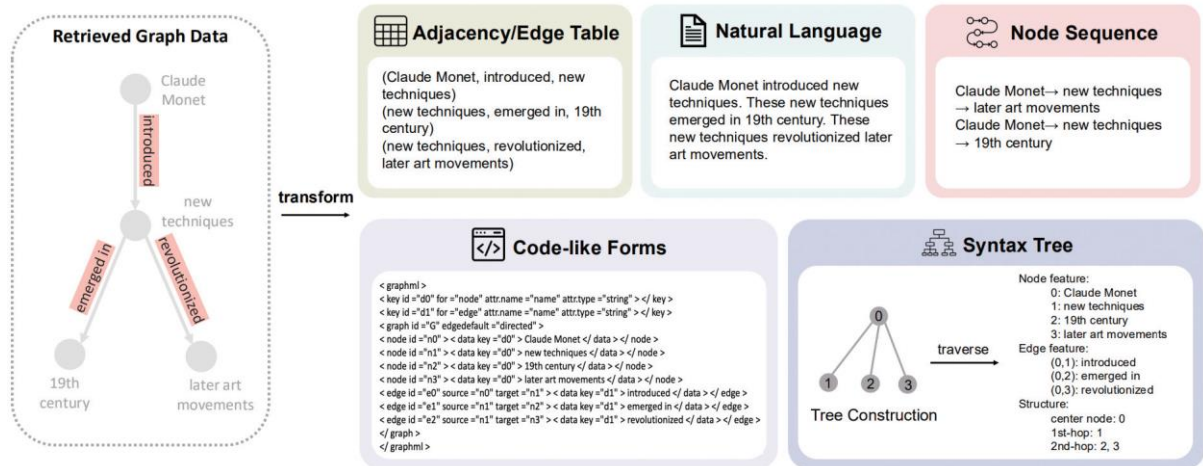 Retrieved Graph Data
Claude
Monet
introduced
new
techniques
emerged in
revolutionized
19th
century
later art
movements
transform
Adjacency/Edge Table
(Claude Monet, introduced, new
techniques)
(new techniques, emerged in, 19th
century)
(new techniques, revolutionized,
later art movements)
Natural Language
Claude Monet introduced new
techniques. These new techniques
emerged in 19th century. These
new techniques revolutionized later
art movements.
Node Sequence
Claude Monet→ new techniques
→ later art movements
Claude Monet→ new techniques
→ 19th century
Code-like Forms
< graphml >
< key id ="d0" for ="node" attr.name ="name" attr.type ="string" > </ key >
< key id ="d1" for ="edge" attr.name ="name" attr.type ="string" > </ key >
< graph id ="G" edgedefault ="directed" >
< node id ="n0" > < data key ="d0" > Claude Monet </ data > </ node >
< node id ="n1" > < data key ="d0" > new techniques </ data > </ node >
< node id ="n2" > < data key ="d0" > 19th century </ data > </ node >
< node id ="n3" > < data key ="d0" > later art movements </ data > </ node >
< edge id ="e0" source ="n0" target ="n1" > < data key ="d1" > introduced </ data > </ edge >
< edge id ="e1" source ="n1" target ="n2" > < data key ="d1" > emerged in </ data > </ edge >
< edge id ="e2" source ="n1" target ="n3" > < data key ="d1" > revolutionized </ data > </ edge >
</ graph >
</ graphml >
Syntax Tree
0
1 2 3
Tree Construction
traverse
Node feature:
0: Claude Monet
1: new techniques
2: 19th century
3: later art movements
Edge feature:
(0,1): introduced
(0,2): emerged in
(0,3): revolutionized
Structure:
center node: 0
1st-hop: 1
2nd-hop: 2, 3